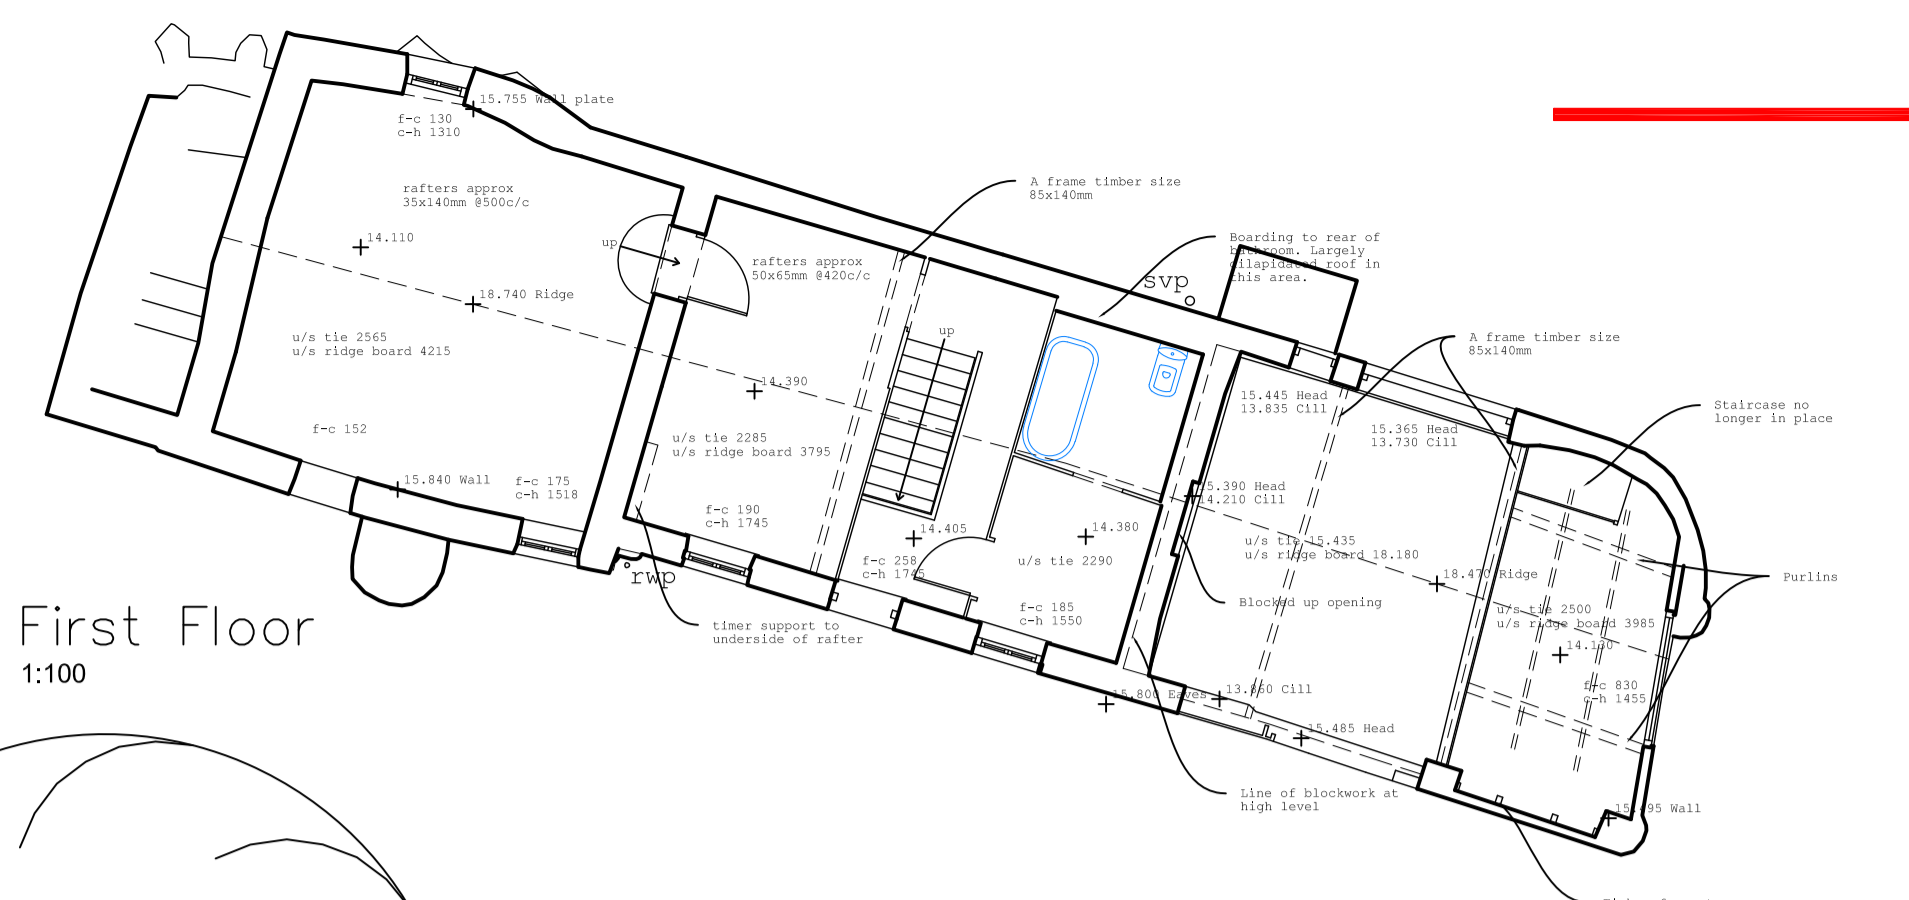 15.755 Wall plate
f-c 130
c-h 1310
rafters approx
35x140mm @500c/c
14.110
up
18.740 Ridge
u/s tie 2565
u/s ridge board 4215
f-c 152
15.840 Wall
f-c 175
c-h 1518
rafters approx
50x65mm @420c/c
A frame timber size
85x140mm
Boarding to rear of
bathroom. Largely
dilapidated roof in
this area.
svp
up
14.390
u/s tie 2285
u/s ridge board 3795
f-c 190
c-h 1745
14.405
f-c 258
c-h 1745
14.380
u/s tie 2290
f-c 185
c-h 1550
rwp
timer support to
underside of rafter
A frame timber size
85x140mm
15.445 Head
13.835 Cill
15.365 Head
13.730 Cill
Staircase no
longer in place
15.390 Head
14.210 Cill
u/s tie 15.435
u/s ridge board 18.180
18.470 Ridge
Purlins
Blocked up opening
u/s tie 2500
u/s ridge board 3985
14.130
f-c 830
c-h 1455
15.800 Eaves
13.860 Cill
15.485 Head
Line of blockwork at
high level
15.495 Wall
First Floor
1:100